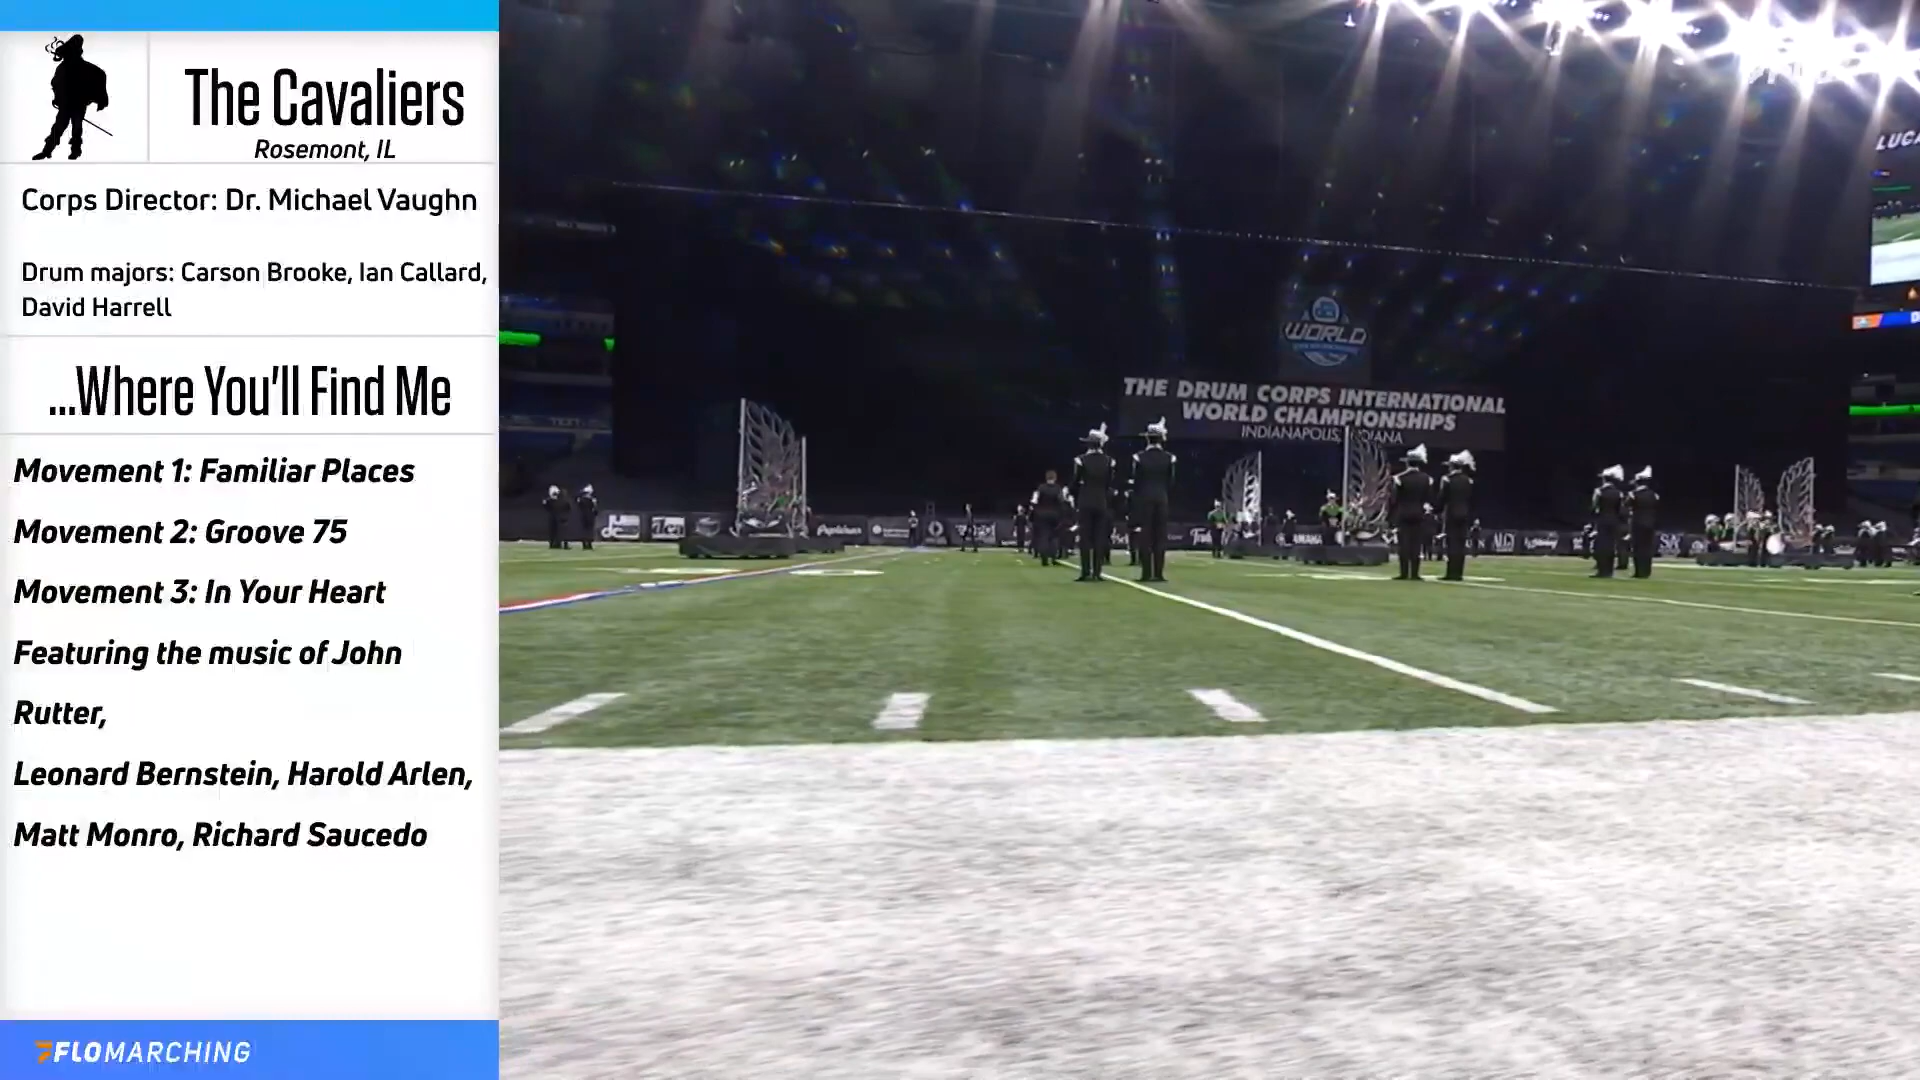 The Cavaliers
Rosemont, IL
Corps Director: Dr. Michael Vaughn
Drum majors: Carson Brooke, Ian Callard,
David Harrell
...Where You'll Find Me
Movement 1: Familiar Places
Movement 2: Groove 75
Movement 3: In Your Heart
Featuring the music of John
Rutter,
Leonard Bernstein, Harold Arlen,
Matt Monro, Richard Saucedo
FLOMARCHING
WORLD
THE DRUM CORPS INTERNATIONAL
WORLD CHAMPIONSHIPS
INDIANAPOLIS, INDIANA
YAMAHA